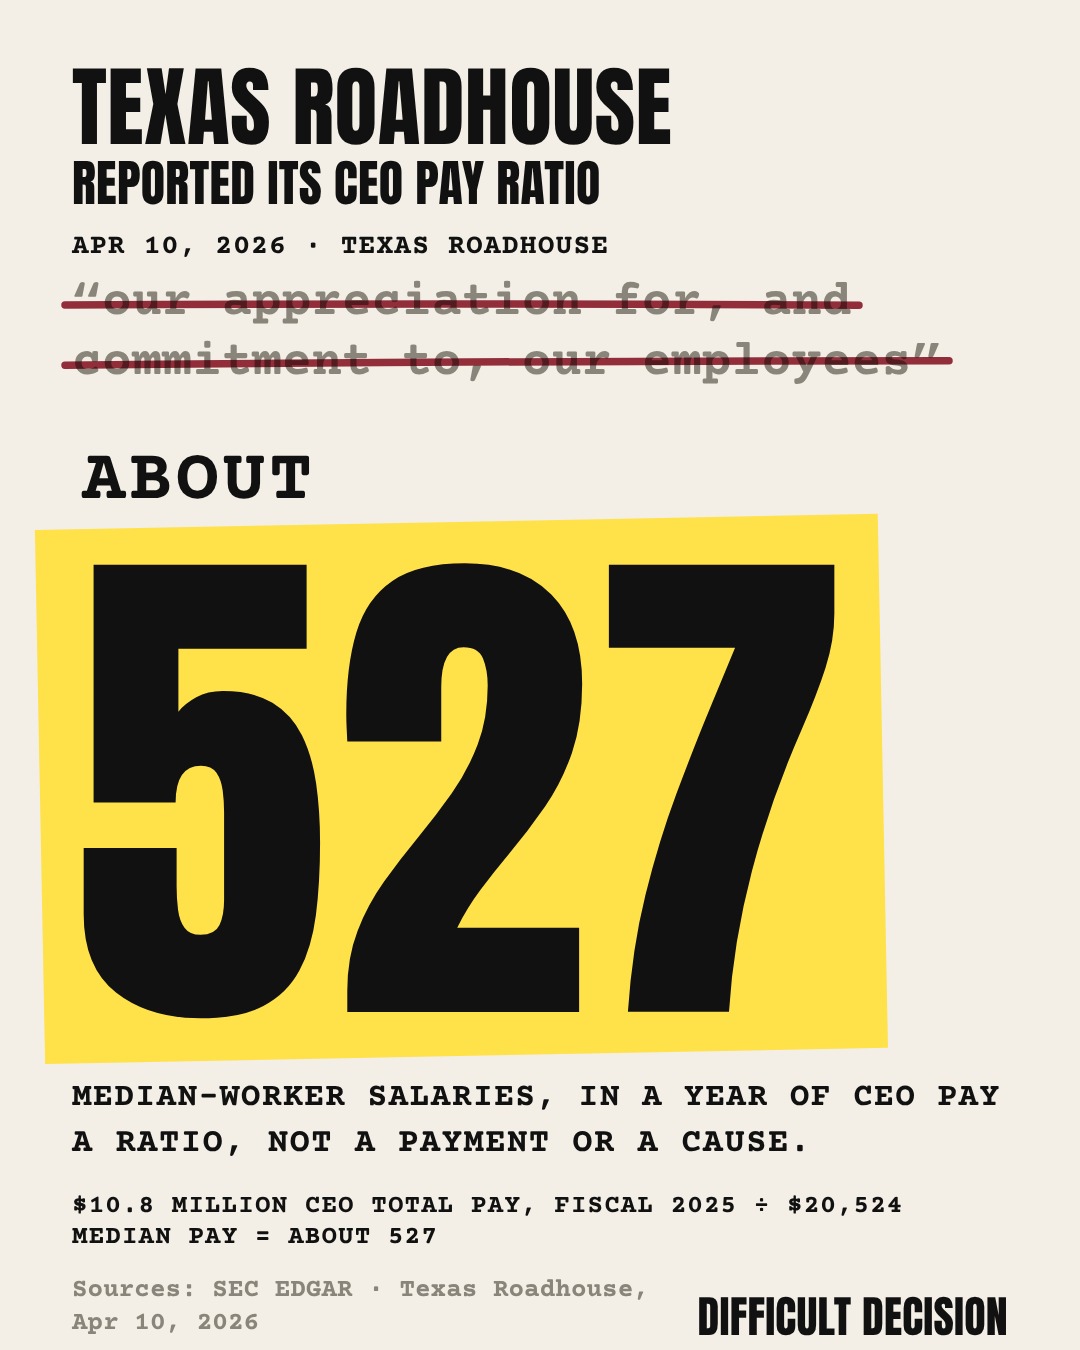 TEXAS ROADHOUSE
REPORTED ITS CEO PAY RATIO
APR 10, 2026 · TEXAS ROADHOUSE
“our appreciation for, and
commitment to, our employees”
ABOUT
527
MEDIAN-WORKER SALARIES, IN A YEAR OF CEO PAY
A RATIO, NOT A PAYMENT OR A CAUSE.
$10.8 MILLION CEO TOTAL PAY, FISCAL 2025 ÷ $20,524
MEDIAN PAY = ABOUT 527
Sources: SEC EDGAR · Texas Roadhouse,
Apr 10, 2026
DIFFICULT DECISION